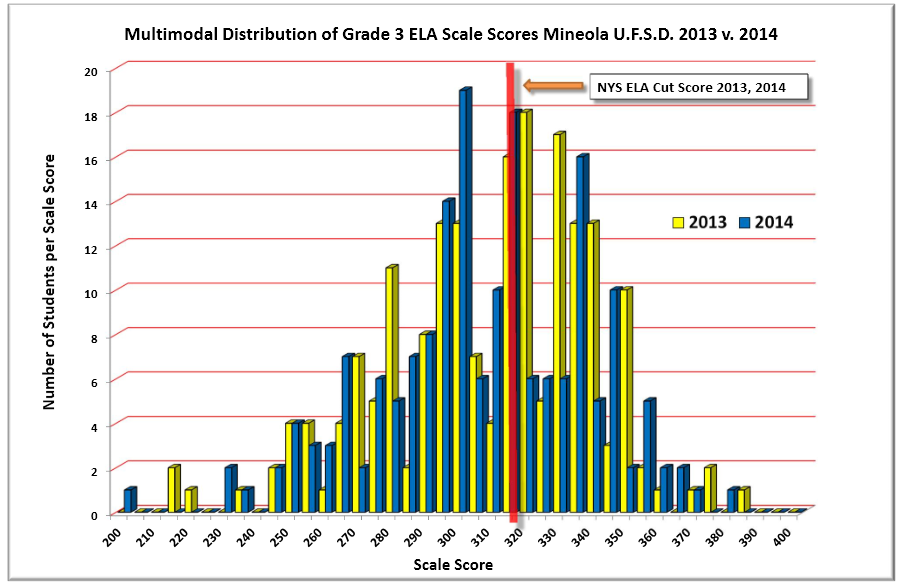 Multimodal Distribution of Grade 3 ELA Scale Scores Mineola U.F.S.D. 2013 v. 2014
20
NYS ELA Cut Score 2013, 2014
18
16
14
2013 2014
12
10
8
6
4
2
0
Number of Students per Scale Score
200 210 220 230 240 250 260 270 280 290 300 310 320 330 340 350 360 370 380 390 400
Scale Score